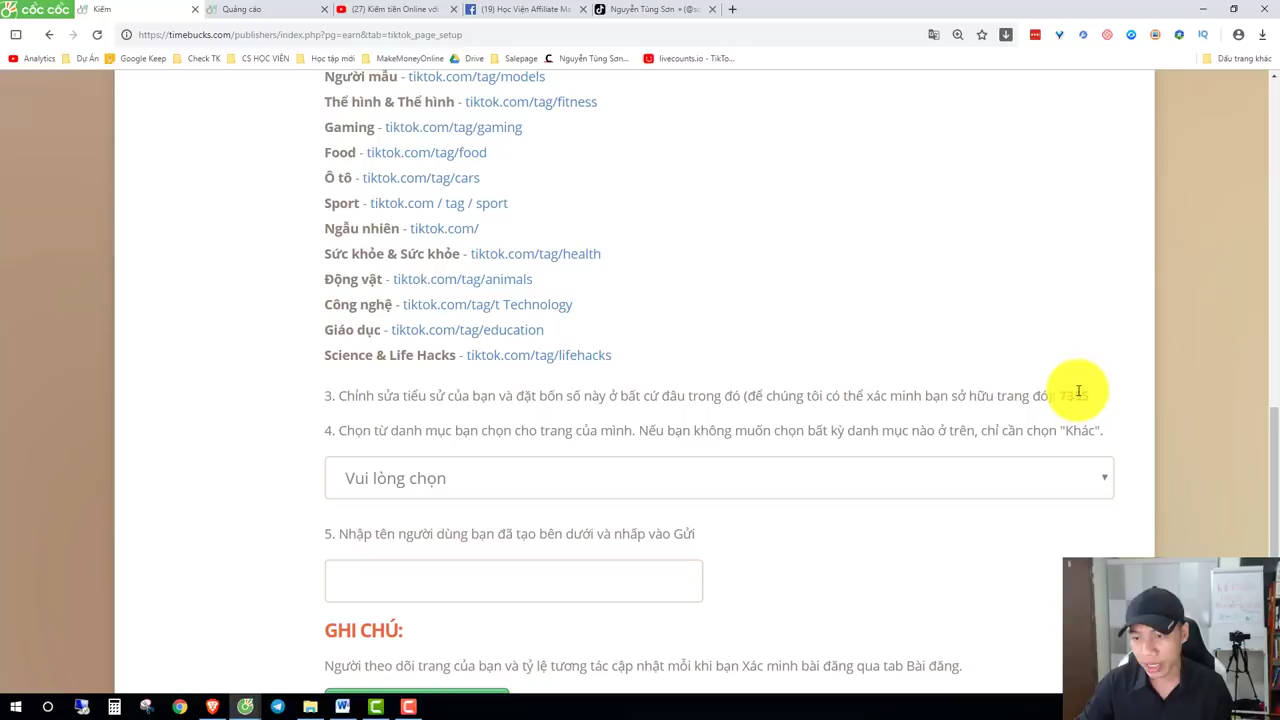 cốc cốc
Kiếm
Quảng cáo
(27) Kiếm tiền Online với
(19) Học Viện Affiliate Ma
Nguyễn Tùng Sơn
https://timebucks.com/publishers/index.php?pg=earn&tab=tiktok_page_setup
Analytics
Dự Án
Google Keep
Check TK
CS HỌC VIÊN
Học tập mới
MakeMoneyOnline
Drive
Salepage
Nguyễn Tùng Sơn...
livecounts.io - TikTo...
Dấu trang khác
Người mẫu - tiktok.com/tag/models
Thể hình & Thể hình - tiktok.com/tag/fitness
Gaming - tiktok.com/tag/gaming
Food - tiktok.com/tag/food
Ô tô - tiktok.com/tag/cars
Sport - tiktok.com / tag / sport
Ngẫu nhiên - tiktok.com/
Sức khỏe & Sức khỏe - tiktok.com/tag/health
Động vật - tiktok.com/tag/animals
Công nghệ - tiktok.com/tag/t Technology
Giáo dục - tiktok.com/tag/education
Science & Life Hacks - tiktok.com/tag/lifehacks
3. Chỉnh sửa tiểu sử của bạn và đặt bốn số này ở bất cứ đâu trong đó (để chúng tôi có thể xác minh bạn sở hữu trang đó):
4. Chọn từ danh mục bạn chọn cho trang của mình. Nếu bạn không muốn chọn bất kỳ danh mục nào ở trên, chỉ cần chọn "Khác".
Vui lòng chọn
5. Nhập tên người dùng bạn đã tạo bên dưới và nhấp vào Gửi
GHI CHÚ:
Người theo dõi trang của bạn và tỷ lệ tương tác cập nhật mỗi khi bạn Xác minh bài đăng qua tab Bài đăng.